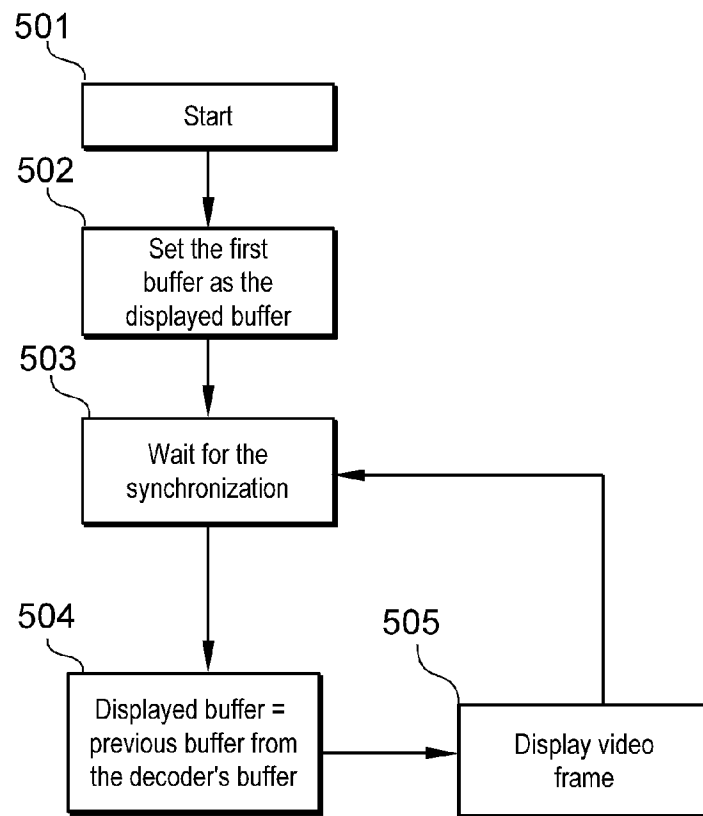 501
Start
502
Set the first
buffer as the
displayed buffer
503
Wait for the
synchronization
504
Displayed buffer =
previous buffer from
the decoder's buffer
505
Display video
frame